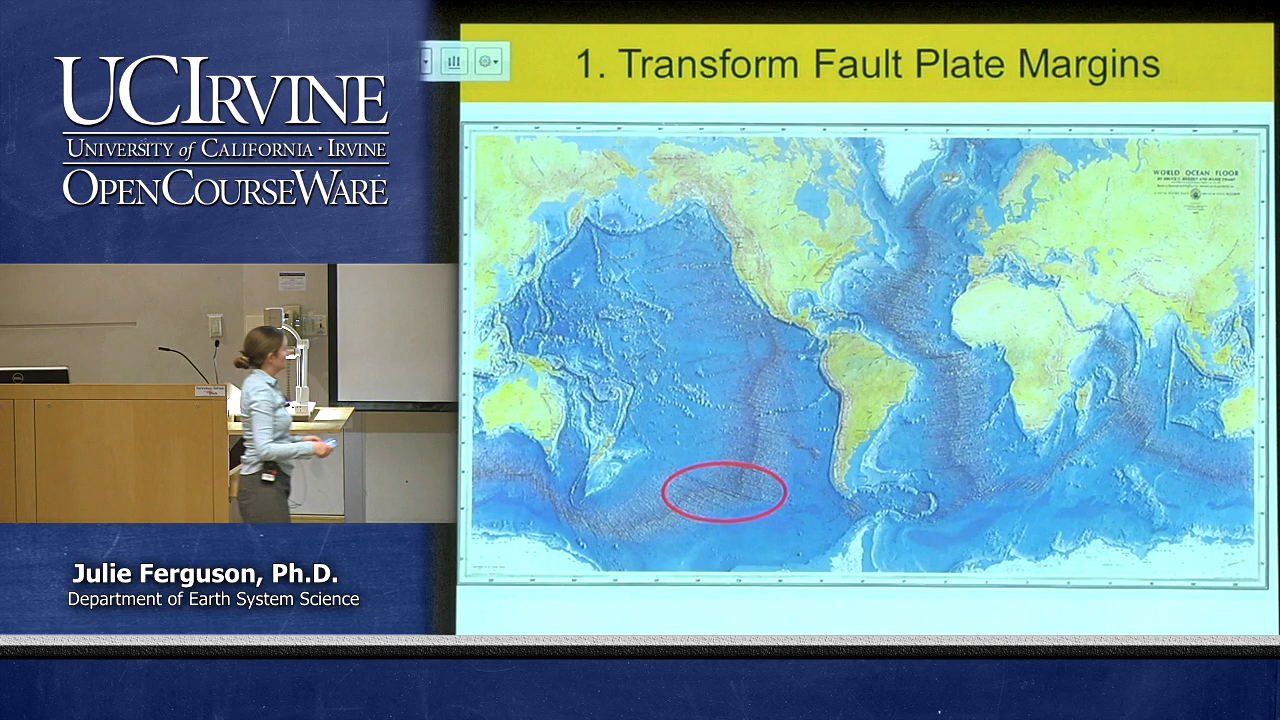 UCIRVINE
UNIVERSITY of CALIFORNIA · IRVINE
OPENCOURSEWARE
1. Transform Fault Plate Margins
WORLD OCEAN FLOOR
DELL
Julie Ferguson, Ph.D.
Department of Earth System Science